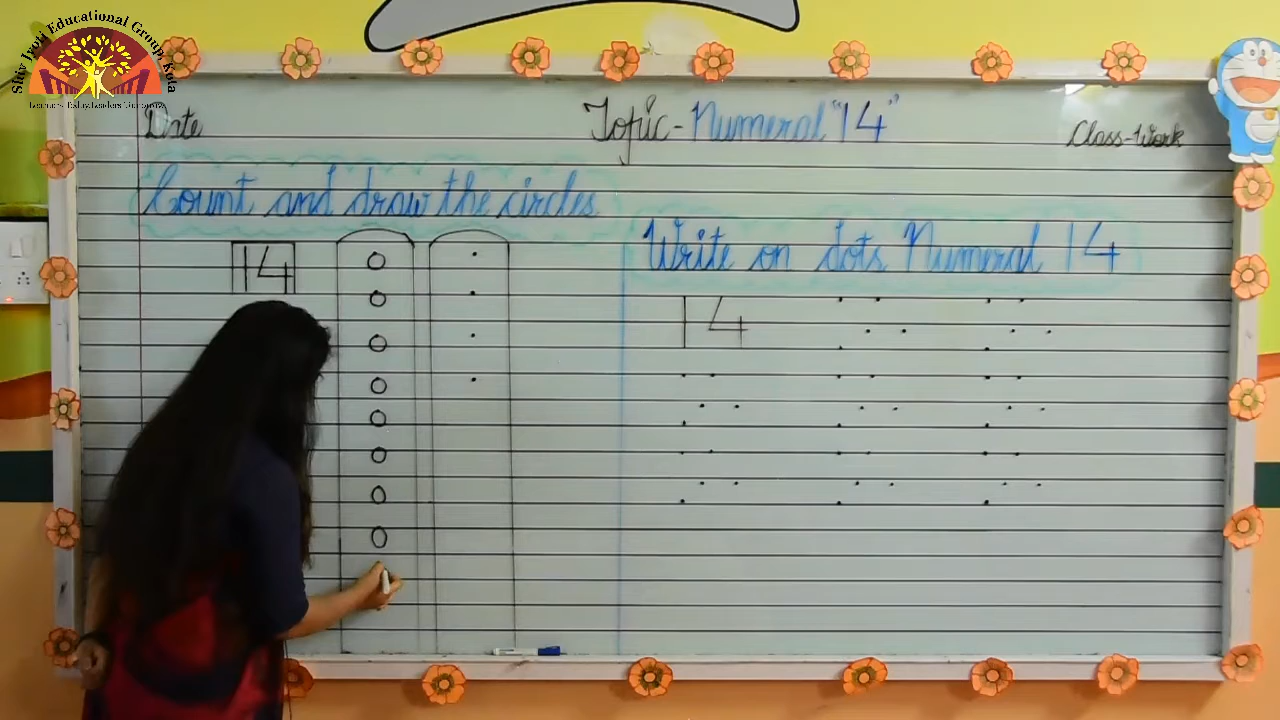 Shiv Jyoti Educational Group, Kota
Date
Topic - Numeral "14"
Class-Work
Count and draw the circles
14
Write on dots Numeral 14
14